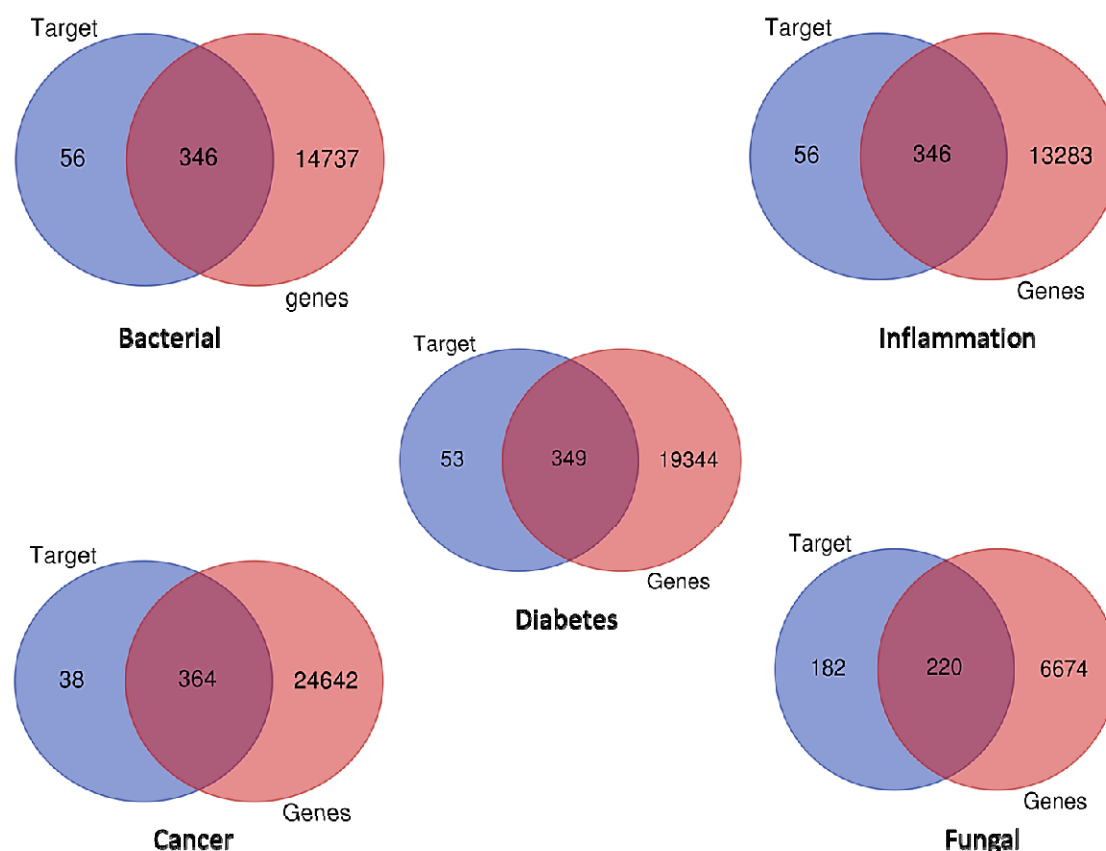 Target
56
346
14737
genes
Bacterial
Target
56
346
13283
Genes
Inflammation
Target
53
349
19344
Genes
Diabetes
Target
38
364
24642
Genes
Cancer
Target
182
220
6674
Genes
Fungal